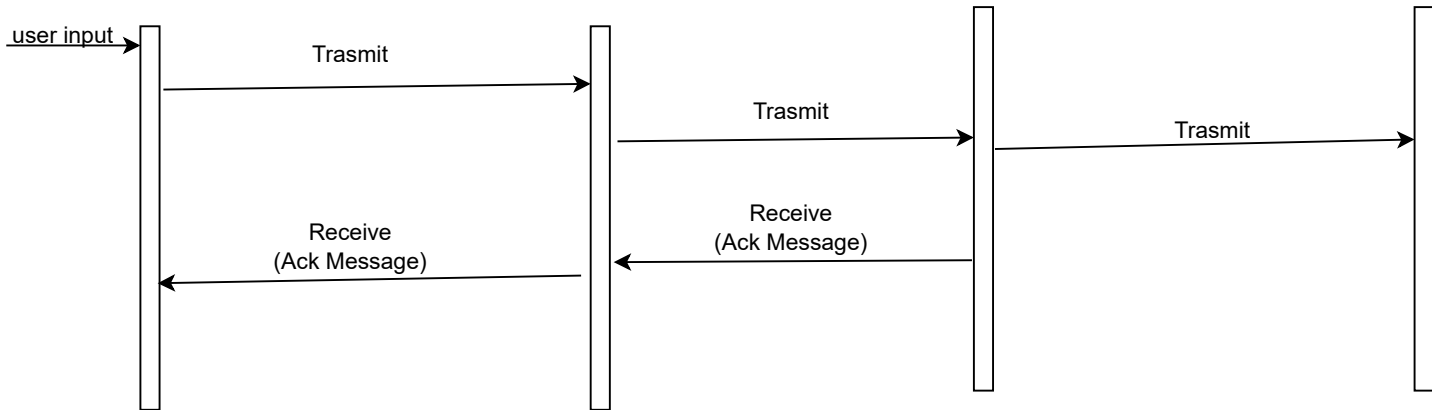 user input
Trasmit
Trasmit
Trasmit
Receive
(Ack Message)
Receive
(Ack Message)